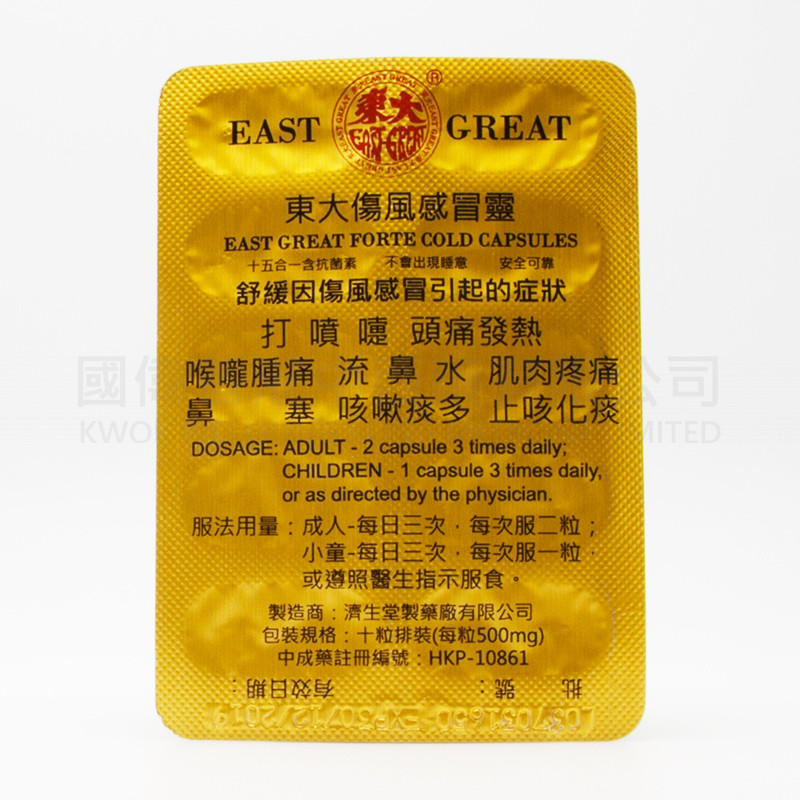 EAST GREAT
東大
EAST GREAT
®
東大傷風感冒靈
EAST GREAT FORTE COLD CAPSULES
十五合一含抗菌素 不會出現睡意 安全可靠
舒緩因傷風感冒引起的症狀
打噴嚏 頭痛發熱
喉嚨腫痛 流鼻水 肌肉疼痛
鼻塞 咳嗽痰多 止咳化痰
DOSAGE: ADULT - 2 capsule 3 times daily;
CHILDREN - 1 capsule 3 times daily,
or as directed by the physician.
服法用量：成人-每日三次，每次服二粒；
小童-每日三次，每次服一粒，
或遵照醫生指示服食。
製造商：濟生堂製藥廠有限公司
包裝規格：十粒排裝(每粒500mg)
中成藥註冊編號：HKP-10861
批號： 有效日期：
EXP30/12/2019
公司
LIMITED